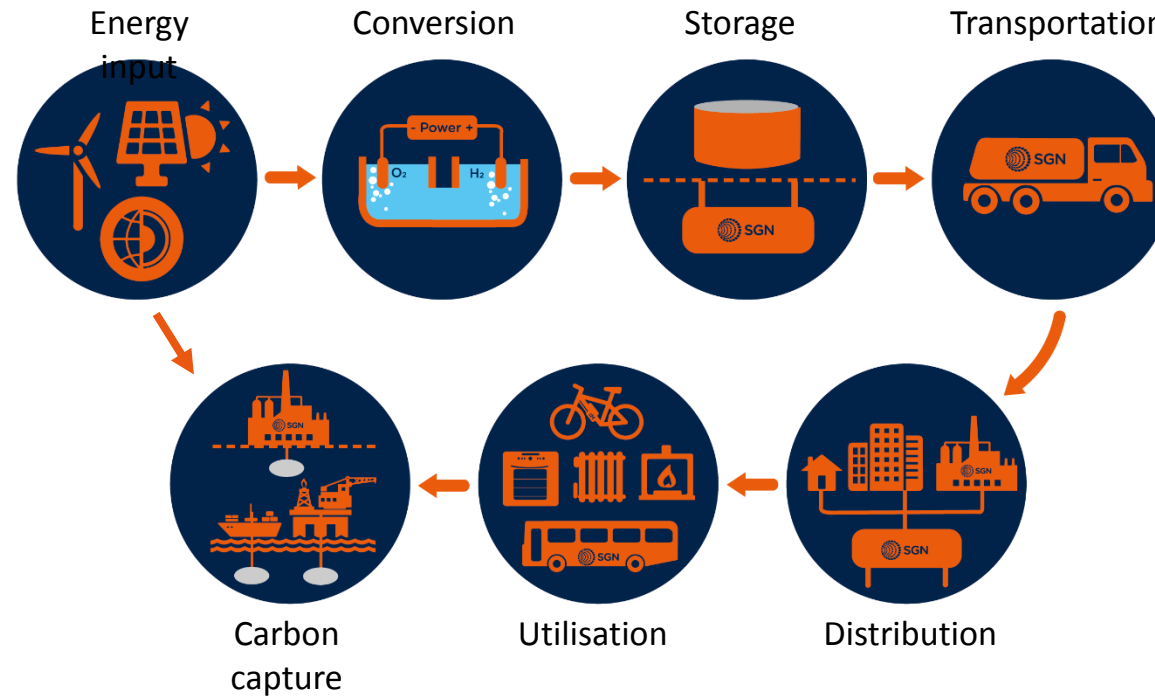 Energy
input
Conversion
Storage
Transportation
- Power +
O₂
H₂
SGN
SGN
SGN
SGN
SGN
SGN
Carbon
capture
Utilisation
Distribution